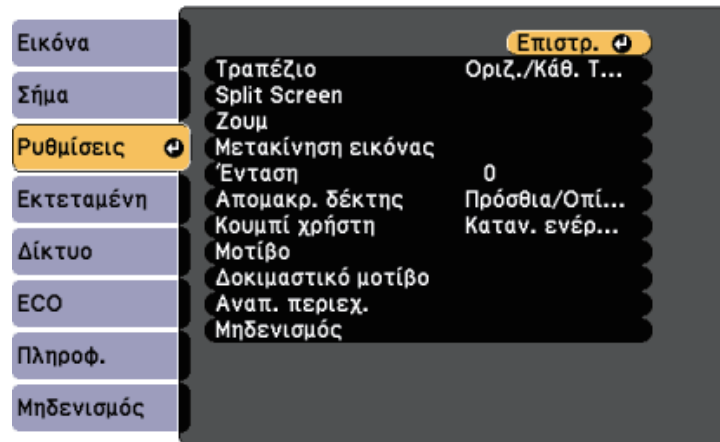 Εικόνα
Σήμα
Ρυθμίσεις
Εκτεταμένη
Δίκτυο
ECO
Πληροφ.
Μηδενισμός
Επιστρ.
Τραπέζιο Οριζ./Κάθ. Τ...
Split Screen
Ζουμ
Μετακίνηση εικόνας
Ένταση 0
Απομακρ. δέκτης Πρόσθια/Οπί...
Κουμπί χρήστη Καταν. ενέρ...
Μοτίβο
Δοκιμαστικό μοτίβο
Αναπ. περιεχ.
Μηδενισμός